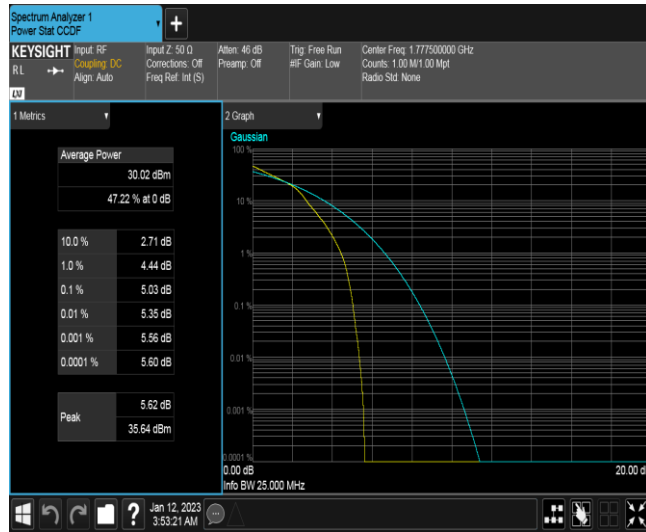 Spectrum Analyzer 1
Power Stat CCDF
+
KEYSIGHT
RL
LXI
Input: RF
Coupling: DC
Align: Auto
Input Z: 50 Ω
Corrections: Off
Freq Ref: Int (S)
Atten: 46 dB
Preamp: Off
Trig: Free Run
#IF Gain: Low
Center Freq: 1.777500000 GHz
Counts: 1.00 M/1.00 Mpt
Radio Std: None
1 Metrics
Average Power
30.02 dBm
47.22 % at 0 dB
10.0 % 2.71 dB
1.0 % 4.44 dB
0.1 % 5.03 dB
0.01 % 5.35 dB
0.001 % 5.56 dB
0.0001 % 5.60 dB
Peak
5.62 dB
35.64 dBm
2 Graph
Gaussian
100 %
10 %
1 %
0.1 %
0.01 %
0.001 %
0.0001 %
0.00 dB
20.00 d
Info BW 25.000 MHz
?
Jan 12, 2023
3:53:21 AM